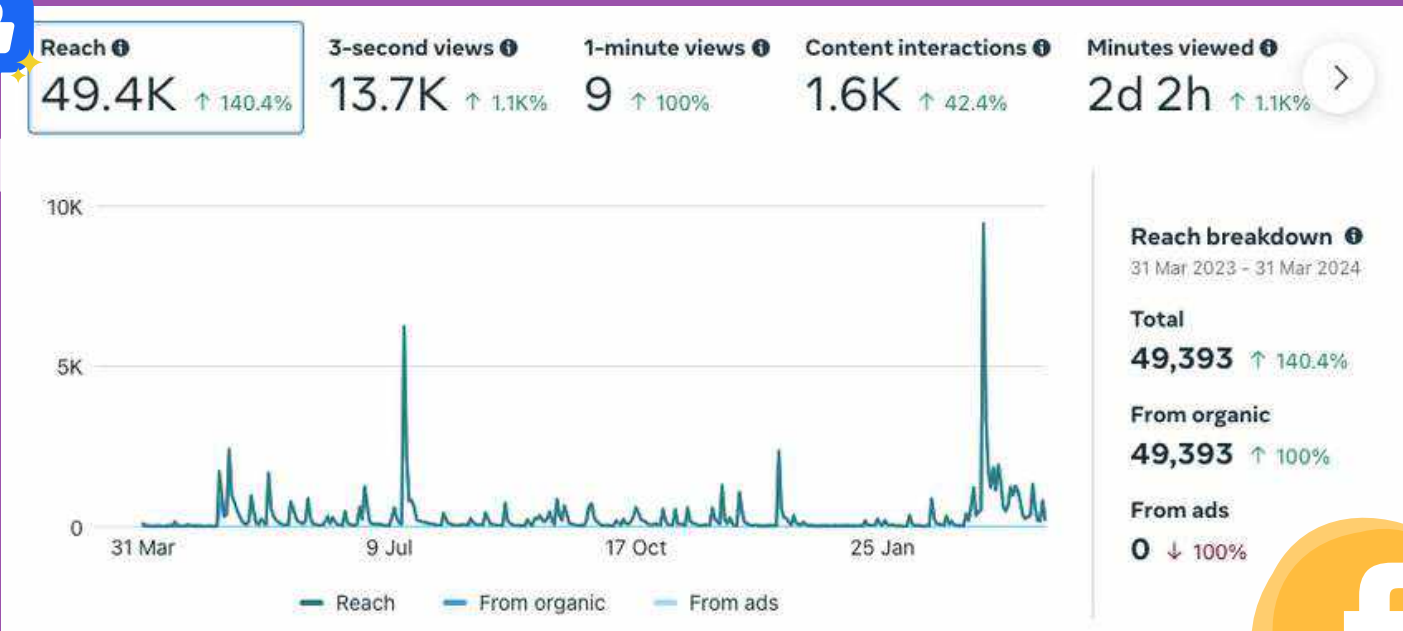 Reach
49.4K ↑ 140.4%
3-second views
13.7K ↑ 1.1K%
1-minute views
9 ↑ 100%
Content interactions
1.6K ↑ 42.4%
Minutes viewed
2d 2h ↑ 1.1K%
10K
5K
0
31 Mar
9 Jul
17 Oct
25 Jan
Reach
From organic
From ads
Reach breakdown
31 Mar 2023 - 31 Mar 2024
Total
49,393 ↑ 140.4%
From organic
49,393 ↑ 100%
From ads
0 ↓ 100%